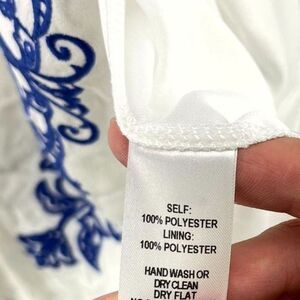 SELF:
100% POLYESTER
LINING:
100% POLYESTER
HAND WASH OR
DRY CLEAN
DRY FLAT